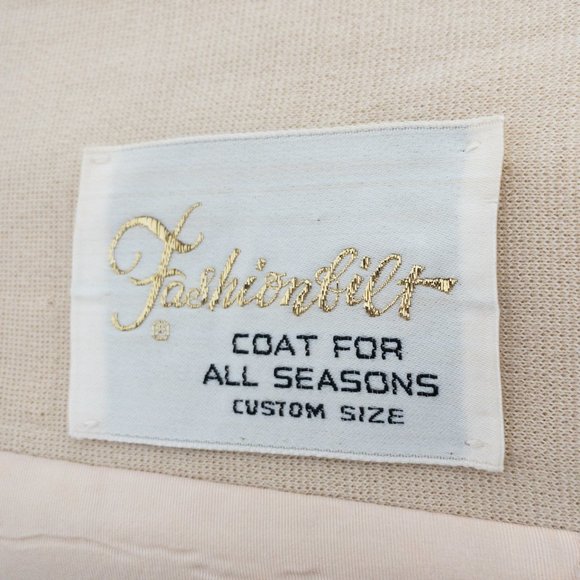 Fashionbilt
®
COAT FOR
ALL SEASONS
CUSTOM SIZE